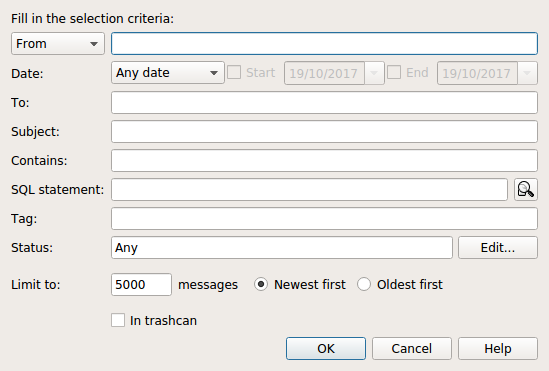 Fill in the selection criteria:
From
Date: Any date Start 19/10/2017 End 19/10/2017
To:
Subject:
Contains:
SQL statement:
Tag:
Status: Any Edit...
Limit to: 5000 messages Newest first Oldest first
In trashcan
OK Cancel Help